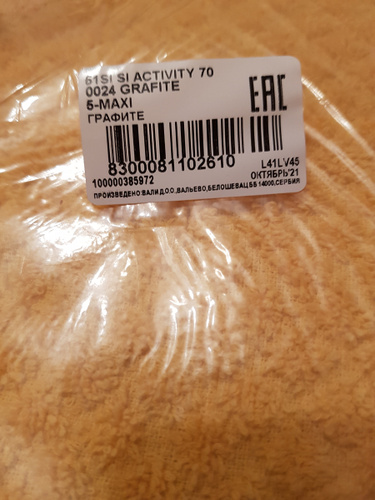 51SI SI ACTIVITY 70
0024 GRAFITE
5-MAXI
ГРАФИТЕ
EAC
8300081102610
100000385972
L41LV45
ОКТЯБРЬ'21
ПРОИЗВЕДЕНО:ВАЛИ Д.О.О.,ВАЛЬЕВО,БЕЛОШЕВАЦ ББ 14000,СЕРБИЯ